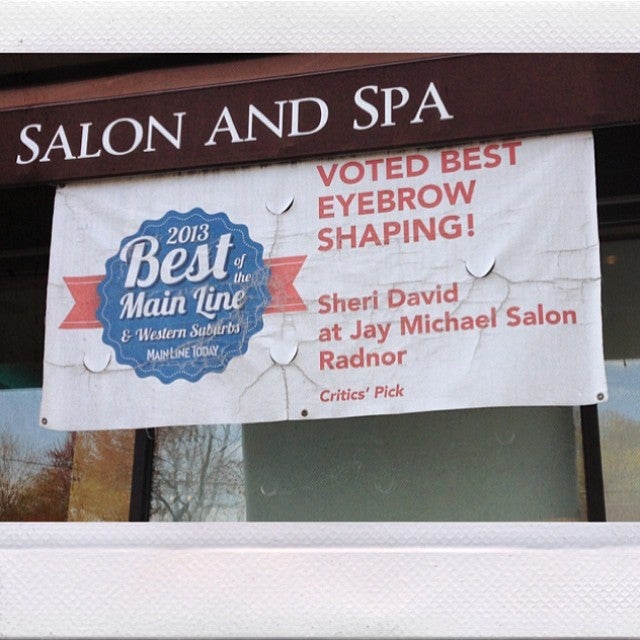 SALON AND SPA
VOTED BEST
EYEBROW
SHAPING!
2013
Best of the
Main Line
& Western Suburbs
MAIN LINE TODAY
Sheri David
at Jay Michael Salon
Radnor
Critics' Pick